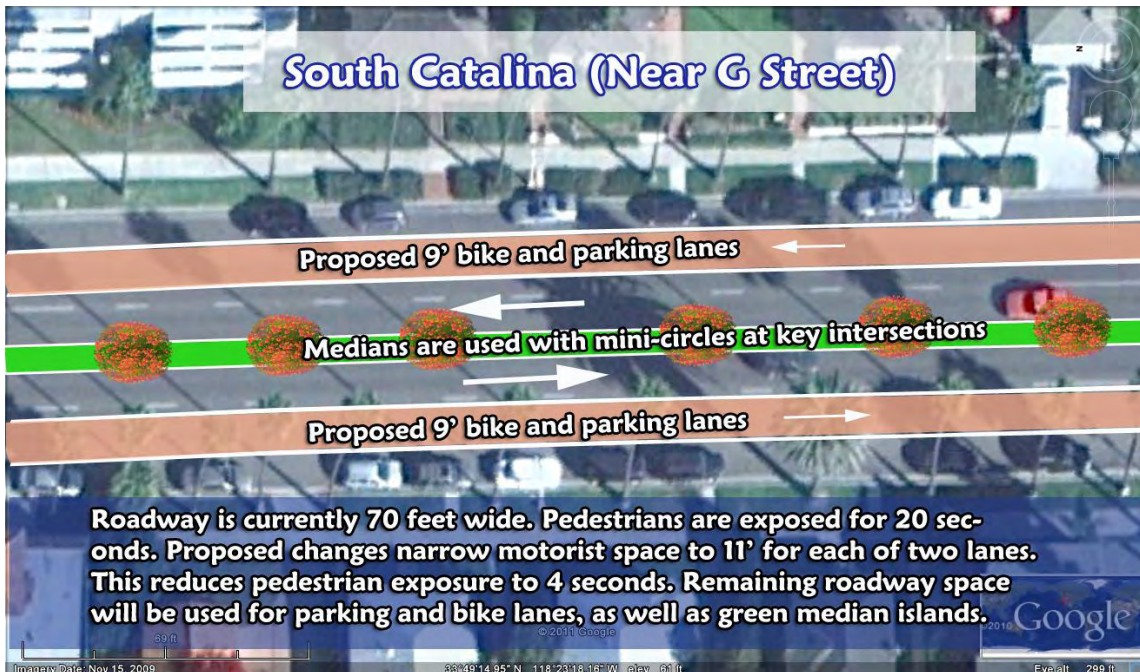 South Catalina (Near G Street)
N
Proposed 9’ bike and parking lanes
Medians are used with mini-circles at key intersections
Proposed 9’ bike and parking lanes
Roadway is currently 70 feet wide. Pedestrians are exposed for 20 sec-
onds. Proposed changes narrow motorist space to 11’ for each of two lanes.
This reduces pedestrian exposure to 4 seconds. Remaining roadway space
will be used for parking and bike lanes, as well as green median islands.
©2010 Google
© 2011 Google
69 ft
Imagery Date: Nov 15, 2009 33°49'14.95" N 118°23'18.16" W elev 61 ft Eye alt 299 ft